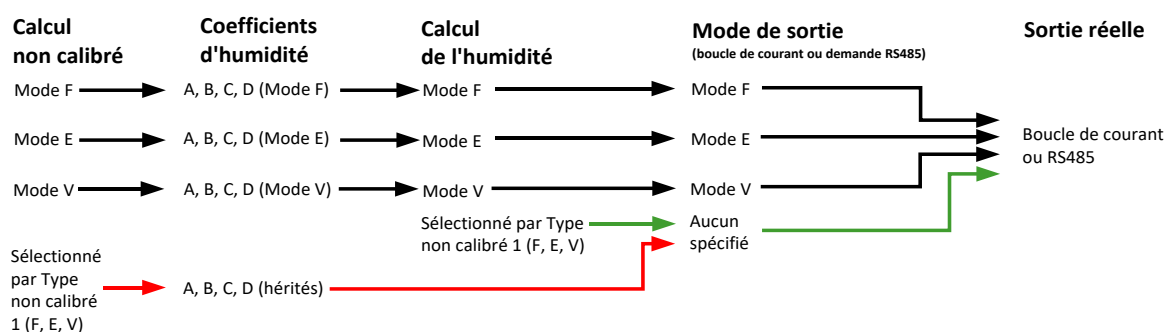 Calcul
non calibré
Coefficients
d'humidité
Calcul
de l'humidité
Mode de sortie
(boucle de courant ou demande RS485)
Sortie réelle
Mode F
A, B, C, D (Mode F)
Mode F
Mode F
Mode E
A, B, C, D (Mode E)
Mode E
Mode E
Boucle de courant
ou RS485
Mode V
A, B, C, D (Mode V)
Mode V
Mode V
Sélectionné par Type
non calibré 1 (F, E, V)
Aucun
spécifié
Sélectionné
par Type
non calibré
1 (F, E, V)
A, B, C, D (hérités)